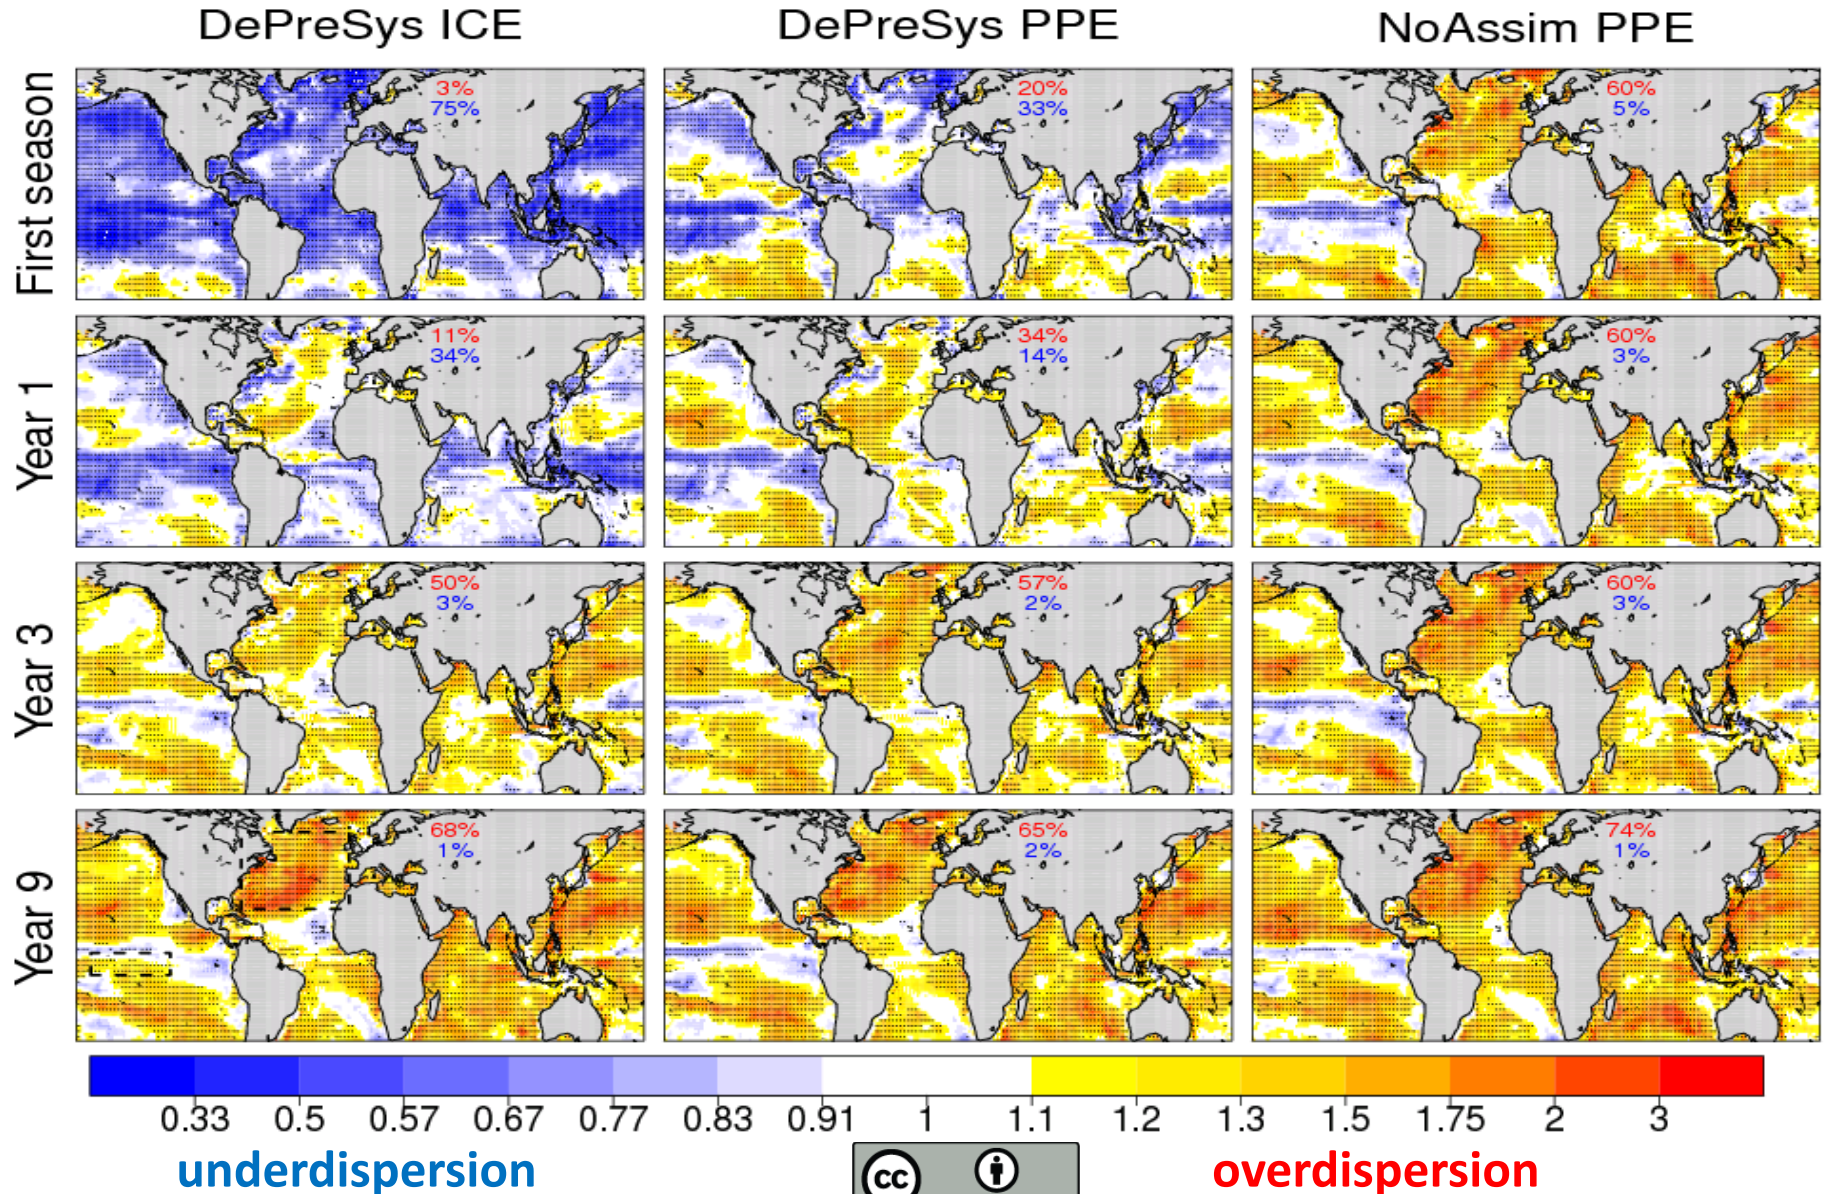 DePreSys ICE DePreSys PPE NoAssim PPE
First season
3% 20% 60%
75% 33% 5%
Year 1
11% 34% 60%
34% 14% 3%
Year 3
50% 57% 60%
3% 2% 3%
Year 9
68% 65% 74%
1% 2% 1%
0.33 0.5 0.57 0.67 0.77 0.83 0.91 1 1.1 1.2 1.3 1.5 1.75 2 3
underdispersion cc overdispersion